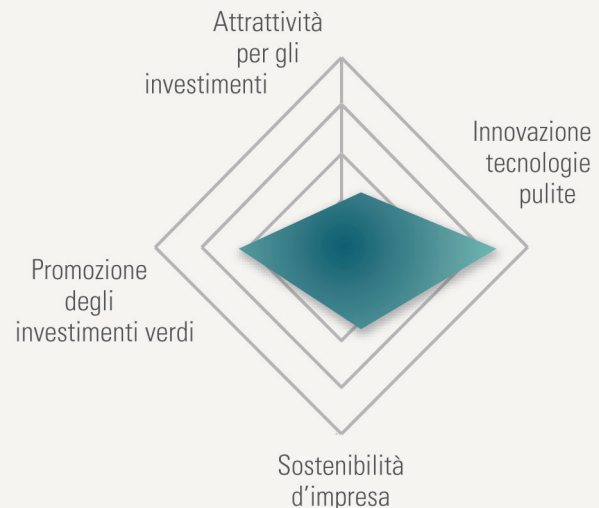 Attrattività
per gli
investimenti
Innovazione
tecnologie
pulite
Promozione
degli
investimenti verdi
Sostenibilità
d'impresa